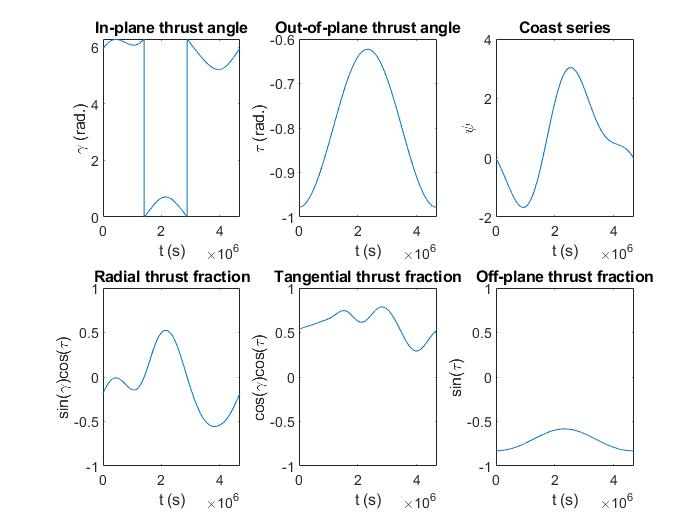 In-plane thrust angle
6
4
2
0
γ (rad.)
0 2 4
t (s) ×10^6
Out-of-plane thrust angle
-0.6
-0.7
-0.8
-0.9
-1
τ (rad.)
0 2 4
t (s) ×10^6
Coast series
4
2
0
-2
ψ
0 2 4
t (s) ×10^6
Radial thrust fraction
1
0.5
0
-0.5
-1
sin(γ)cos(τ)
0 2 4
t (s) ×10^6
Tangential thrust fraction
1
0.5
0
-0.5
-1
cos(γ)cos(τ)
0 2 4
t (s) ×10^6
Off-plane thrust fraction
1
0.5
0
-0.5
-1
sin(τ)
0 2 4
t (s) ×10^6